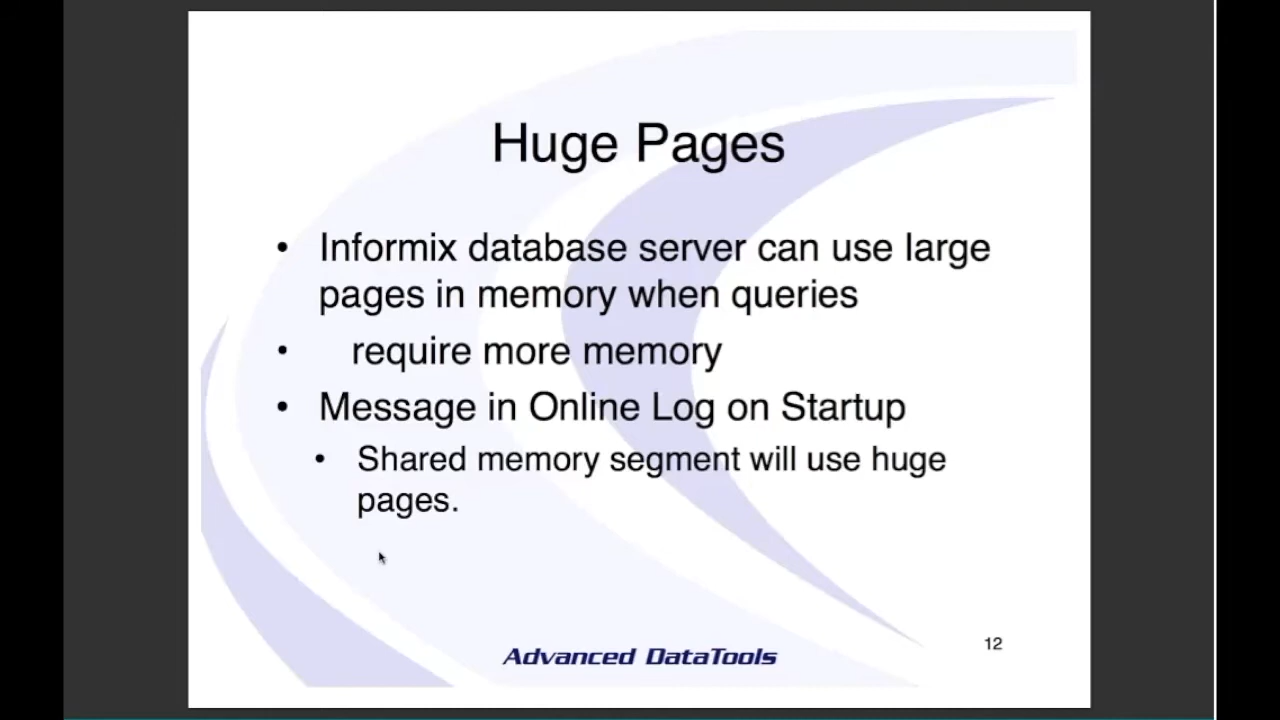 Huge Pages
• Informix database server can use large
pages in memory when queries
• require more memory
• Message in Online Log on Startup
• Shared memory segment will use huge
pages.
Advanced DataTools
12